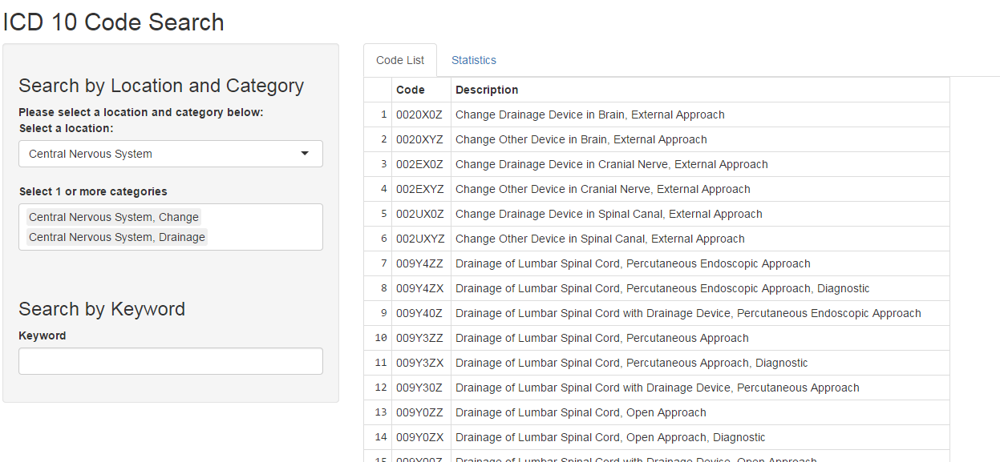 ICD 10 Code Search
Search by Location and Category
Please select a location and category below:
Select a location:
Central Nervous System
Select 1 or more categories
Central Nervous System, Change
Central Nervous System, Drainage
Search by Keyword
Keyword
Code List Statistics
Code Description
1 0020X0Z Change Drainage Device in Brain, External Approach
2 0020XYZ Change Other Device in Brain, External Approach
3 002EX0Z Change Drainage Device in Cranial Nerve, External Approach
4 002EXYZ Change Other Device in Cranial Nerve, External Approach
5 002UX0Z Change Drainage Device in Spinal Canal, External Approach
6 002UXYZ Change Other Device in Spinal Canal, External Approach
7 009Y4ZZ Drainage of Lumbar Spinal Cord, Percutaneous Endoscopic Approach
8 009Y4ZX Drainage of Lumbar Spinal Cord, Percutaneous Endoscopic Approach, Diagnostic
9 009Y40Z Drainage of Lumbar Spinal Cord with Drainage Device, Percutaneous Endoscopic Approach
10 009Y3ZZ Drainage of Lumbar Spinal Cord, Percutaneous Approach
11 009Y3ZX Drainage of Lumbar Spinal Cord, Percutaneous Approach, Diagnostic
12 009Y30Z Drainage of Lumbar Spinal Cord with Drainage Device, Percutaneous Approach
13 009Y0ZZ Drainage of Lumbar Spinal Cord, Open Approach
14 009Y0ZX Drainage of Lumbar Spinal Cord, Open Approach, Diagnostic
15 009Y00Z Drainage of Lumbar Spinal Cord with Drainage Device, Open Approach